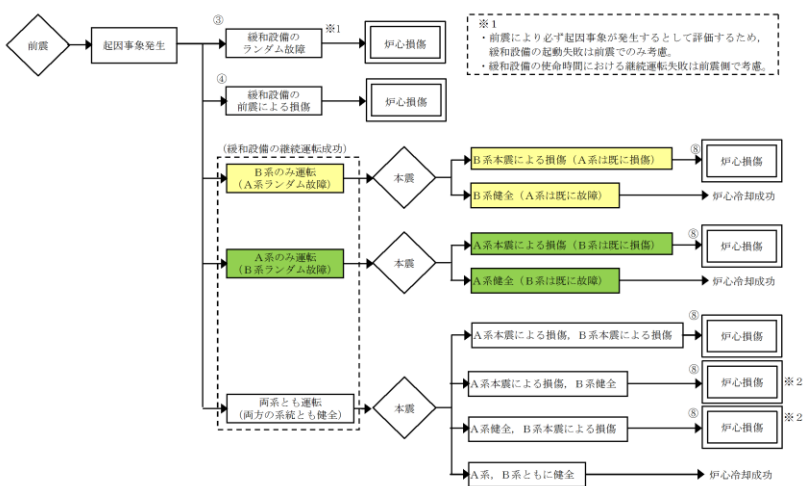 前震
起因事象発生
③
緩和設備の
ランダム故障
※1
炉心損傷
※１
・前震により必ず起因事象が発生するとして評価するため，
緩和設備の起動失敗は前震でのみ考慮。
・緩和設備の使命時間における継続運転失敗は前震側で考慮。
④
緩和設備の
前震による損傷
炉心損傷
(緩和設備の継続運転成功)
Ｂ系のみ運転
(Ａ系ランダム故障)
本震
Ｂ系本震による損傷（Ａ系は既に損傷）
⑧
炉心損傷
Ｂ系健全（Ａ系は既に故障）
炉心冷却成功
Ａ系のみ運転
(Ｂ系ランダム故障)
本震
Ａ系本震による損傷（Ｂ系は既に損傷）
⑧
炉心損傷
Ａ系健全（Ｂ系は既に故障）
炉心冷却成功
両系とも運転
(両方の系統とも健全)
本震
Ａ系本震による損傷，Ｂ系本震による損傷
⑧
炉心損傷
Ａ系本震による損傷，Ｂ系健全
⑧
炉心損傷
※２
Ａ系健全，Ｂ系本震による損傷
⑧
炉心損傷
※２
Ａ系，Ｂ系ともに健全
炉心冷却成功